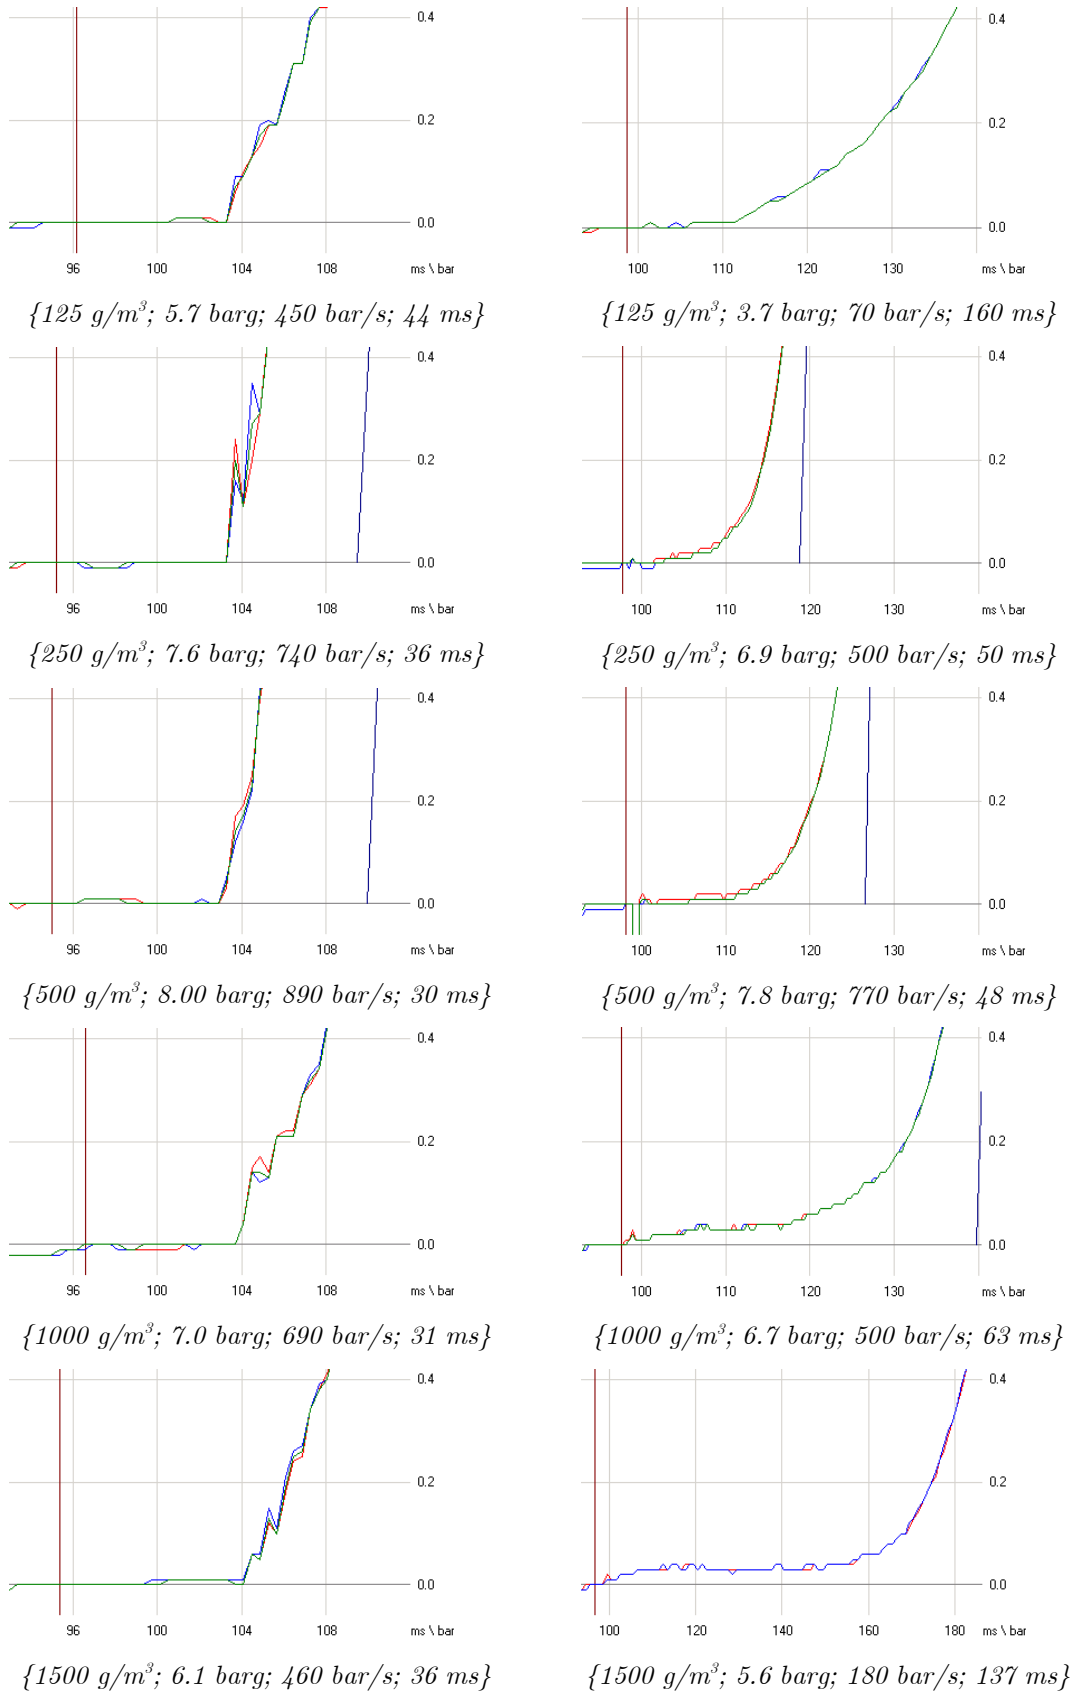 0.4 0.4
0.2 0.2
0.0 0.0
96 100 104 108 ms \ bar 100 110 120 130 ms \ bar
{125 g/m³; 5.7 barg; 450 bar/s; 44 ms} {125 g/m³; 3.7 barg; 70 bar/s; 160 ms}
0.4 0.4
0.2 0.2
0.0 0.0
96 100 104 108 ms \ bar 100 110 120 130 ms \ bar
{250 g/m³; 7.6 barg; 740 bar/s; 36 ms} {250 g/m³; 6.9 barg; 500 bar/s; 50 ms}
0.4 0.4
0.2 0.2
0.0 0.0
96 100 104 108 ms \ bar 100 110 120 130 ms \ bar
{500 g/m³; 8.00 barg; 890 bar/s; 30 ms} {500 g/m³; 7.8 barg; 770 bar/s; 48 ms}
0.4 0.4
0.2 0.2
0.0 0.0
96 100 104 108 ms \ bar 100 110 120 130 ms \ bar
{1000 g/m³; 7.0 barg; 690 bar/s; 31 ms} {1000 g/m³; 6.7 barg; 500 bar/s; 63 ms}
0.4 0.4
0.2 0.2
0.0 0.0
96 100 104 108 ms \ bar 100 120 140 160 180 ms \ bar
{1500 g/m³; 6.1 barg; 460 bar/s; 36 ms} {1500 g/m³; 5.6 barg; 180 bar/s; 137 ms}